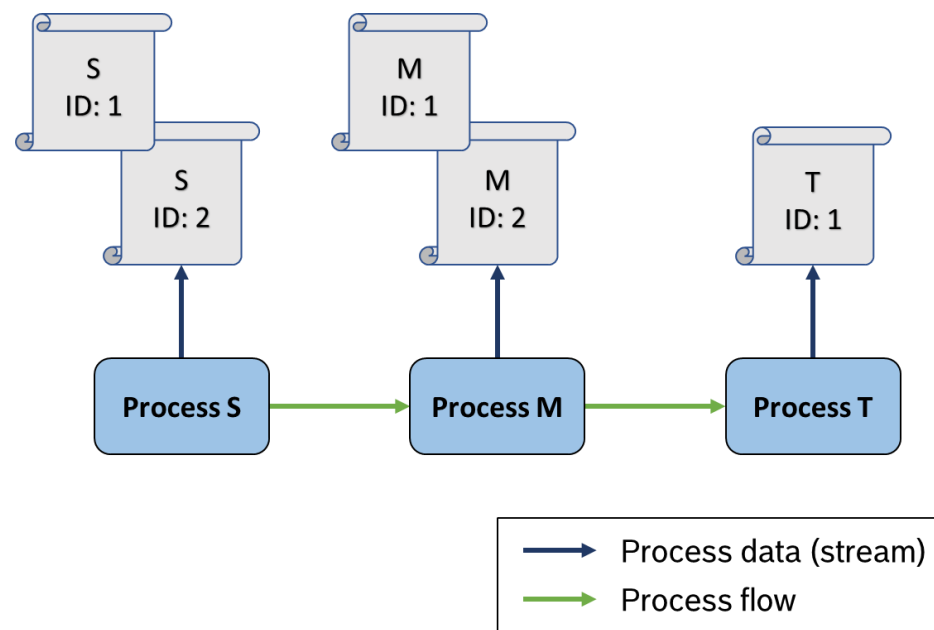 S
ID: 1
S
ID: 2
M
ID: 1
M
ID: 2
T
ID: 1
Process S
Process M
Process T
Process data (stream)
Process flow